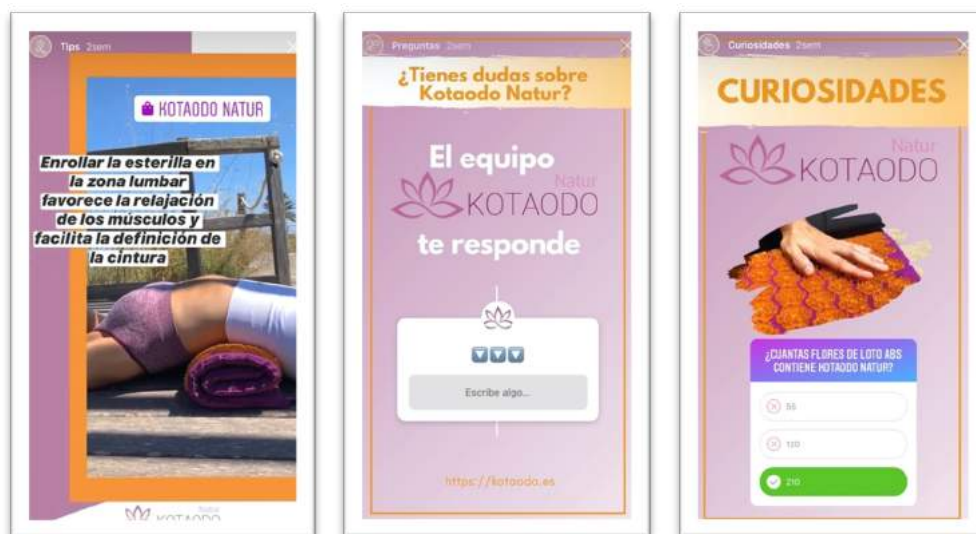 Tips 2sem
KOTAODO NATUR
Enrollar la esterilla en
la zona lumbar
favorece la relajación
de los músculos y
facilita la definición de
la cintura
Natur
KOTAODO
Preguntas 2sem
¿Tienes dudas sobre
Kotaodo Natur?
El equipo
Natur
KOTAODO
te responde
Escribe algo...
https://kotaodo.es
Curiosidades 2sem
CURIOSIDADES
Natur
KOTAODO
¿CUANTAS FLORES DE LOTO ABS
CONTIENE KOTAODO NATUR?
55
120
210